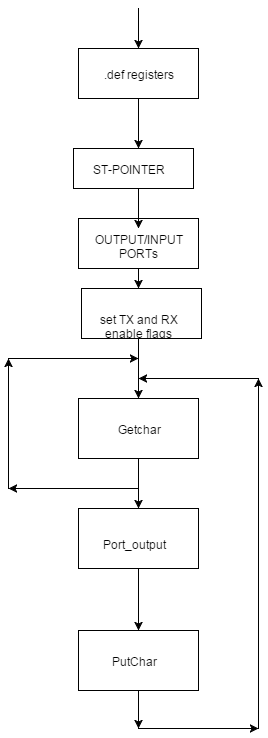 .def registers
ST-POINTER
OUTPUT/INPUT
PORTs
set TX and RX
enable flags
Getchar
Port_output
PutChar